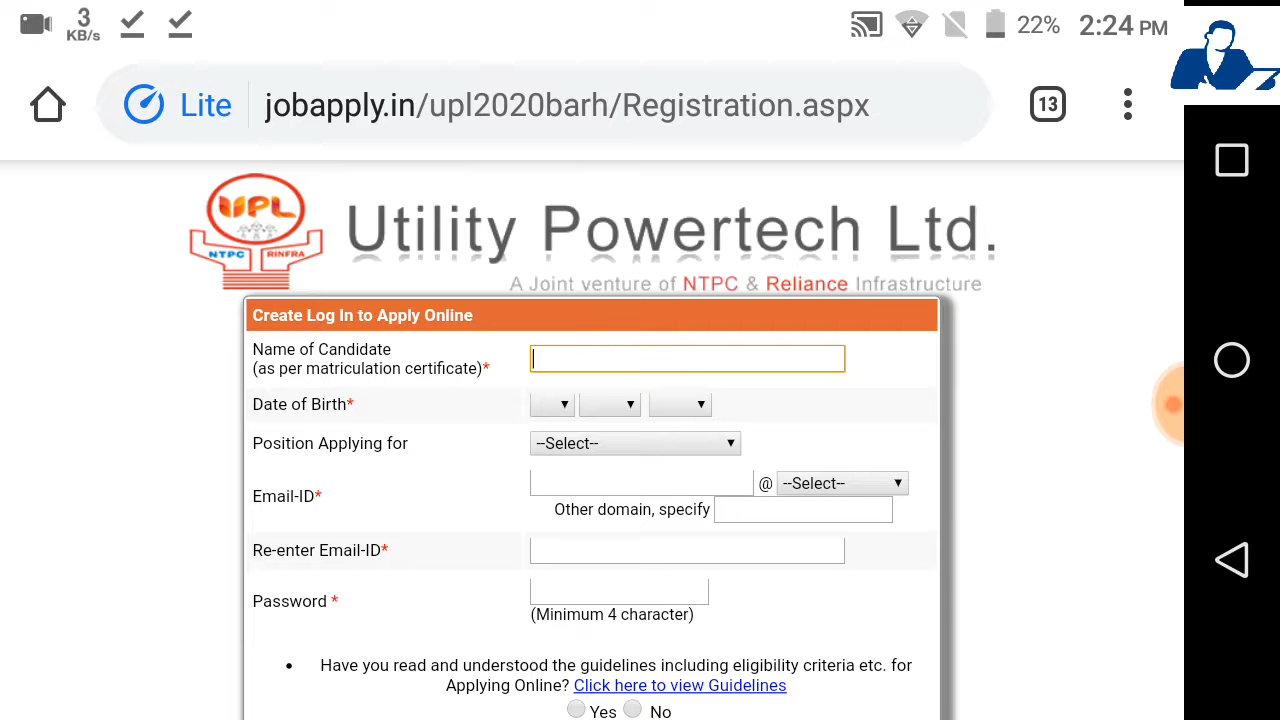 3
KB/s
22%
2:24 PM
Lite
jobapply.in/upl2020barh/Registration.aspx
13
UPL
NTPC
RINFRA
Utility Powertech Ltd.
A Joint venture of NTPC & Reliance Infrastructure
Create Log In to Apply Online
Name of Candidate
(as per matriculation certificate)*
Date of Birth*
Position Applying for
--Select--
Email-ID*
@ --Select--
Other domain, specify
Re-enter Email-ID*
Password *
(Minimum 4 character)
• Have you read and understood the guidelines including eligibility criteria etc. for
Applying Online? Click here to view Guidelines
Yes No